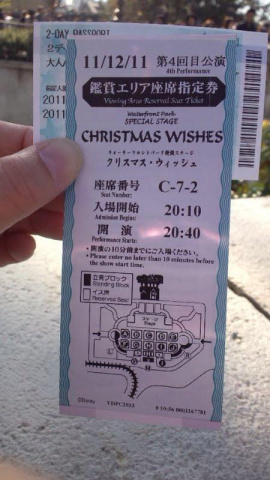 2-DAY PASSPORT
2デ
大人
2011
2011
11/12/11 第4回目公演
4th Performance
鑑賞エリア座席指定券
Viewing Area Reserved Seat Ticket
Waterfront Park
SPECIAL STAGE
CHRISTMAS WISHES
ウォーターフロントパーク特設ステージ
クリスマス・ウィッシュ
座席番号 C-7-2
Seat Number:
入場開始 20:10
Admission Begins:
開演 20:40
Performance Starts:
・開演の10分前までにご入場ください。
・Please enter no later than 10 minutes before
the show start time.
立見ブロック
Standing Block
イス席
Reserved Seat
ステージ
Stage
©Disney